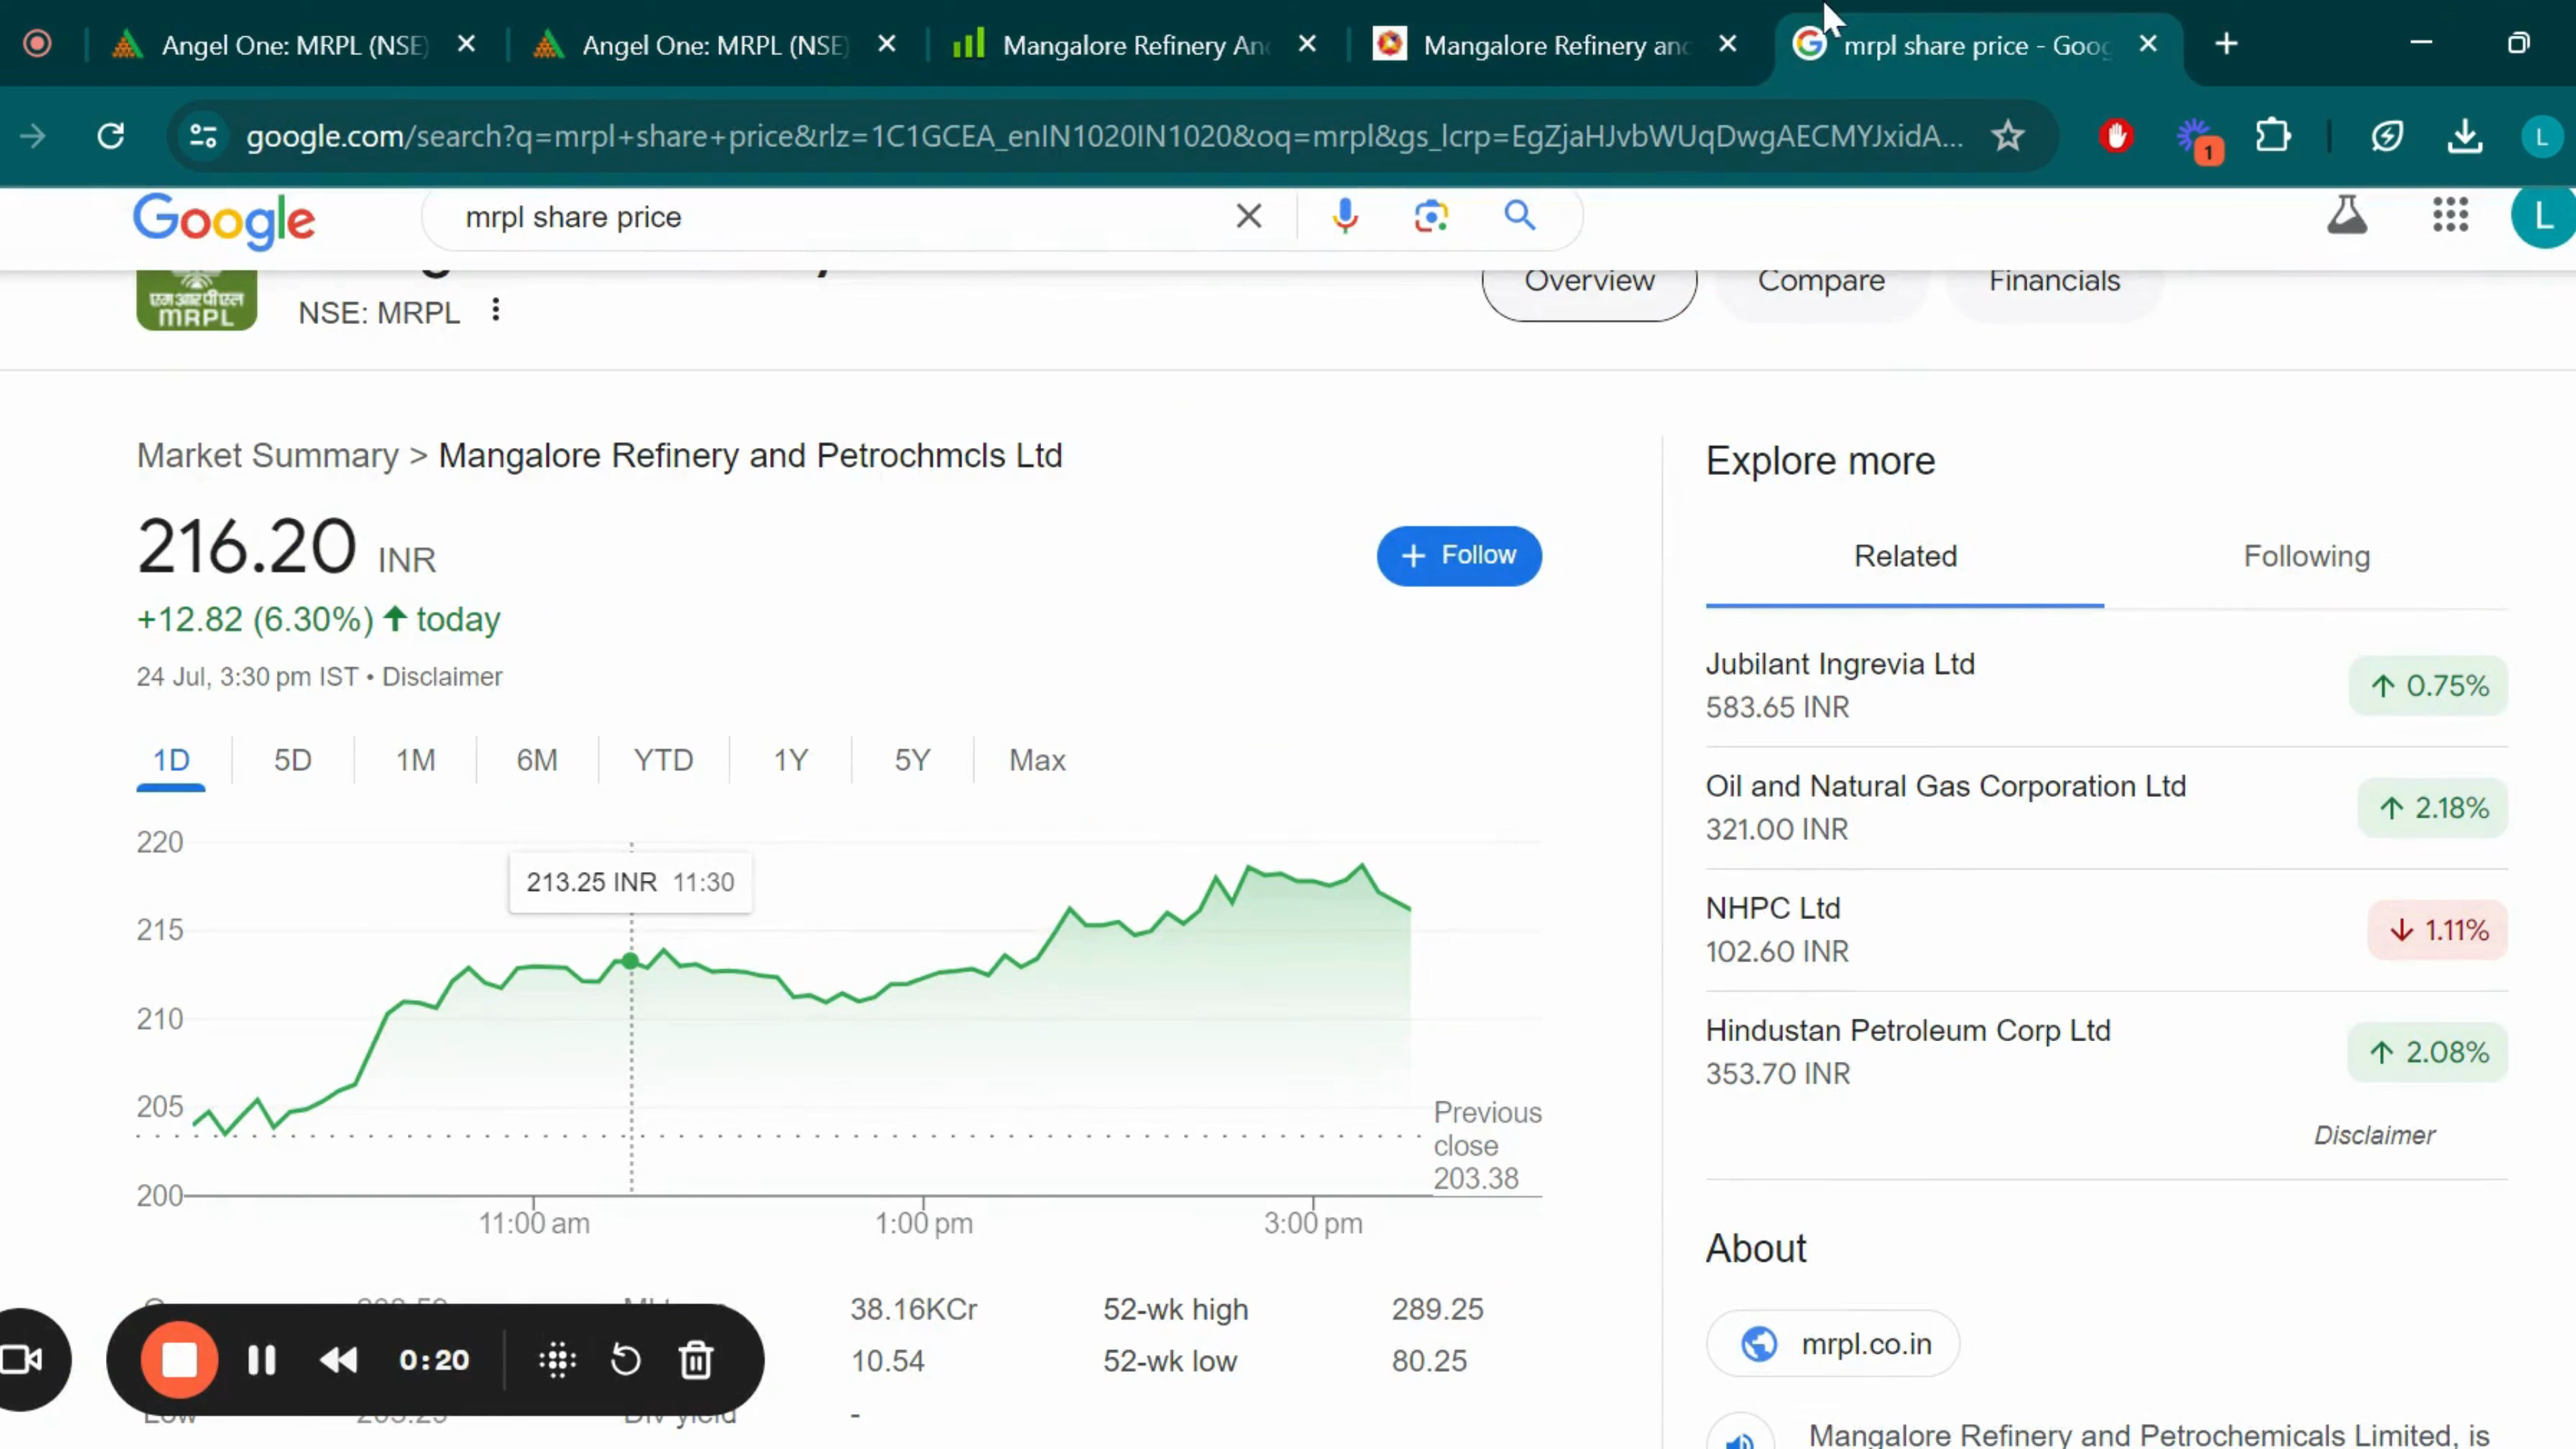 Angel One: MRPL (NSE)
Angel One: MRPL (NSE)
Mangalore Refinery An
Mangalore Refinery an
mrpl share price - Goog
google.com/search?q=mrpl+share+price&rlz=1C1GCEA_enIN1020IN1020&oq=mrpl&gs_lcrp=EgZjaHJvbWUqDwgAECMYJxidA...
1
L
Google
mrpl share price
L
एम आर पी एल
MRPL
NSE: MRPL
Overview
Compare
Financials
Market Summary > Mangalore Refinery and Petrochmcls Ltd
216.20 INR
+ Follow
+12.82 (6.30%) ↑ today
24 Jul, 3:30 pm IST • Disclaimer
1D
5D
1M
6M
YTD
1Y
5Y
Max
220
215
210
205
200
213.25 INR 11:30
Previous
close
203.38
11:00 am
1:00 pm
3:00 pm
38.16KCr
52-wk high
289.25
0:20
10.54
52-wk low
80.25
Low
Div yield
-
Explore more
Related
Following
Jubilant Ingrevia Ltd
583.65 INR
↑ 0.75%
Oil and Natural Gas Corporation Ltd
321.00 INR
↑ 2.18%
NHPC Ltd
102.60 INR
↓ 1.11%
Hindustan Petroleum Corp Ltd
353.70 INR
↑ 2.08%
Disclaimer
About
mrpl.co.in
Mangalore Refinery and Petrochemicals Limited, is